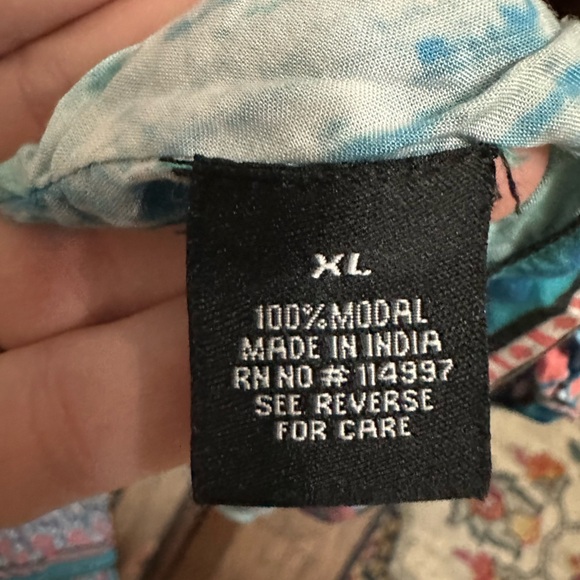 XL
100% MODAL
MADE IN INDIA
RN NO # 114997
SEE REVERSE
FOR CARE